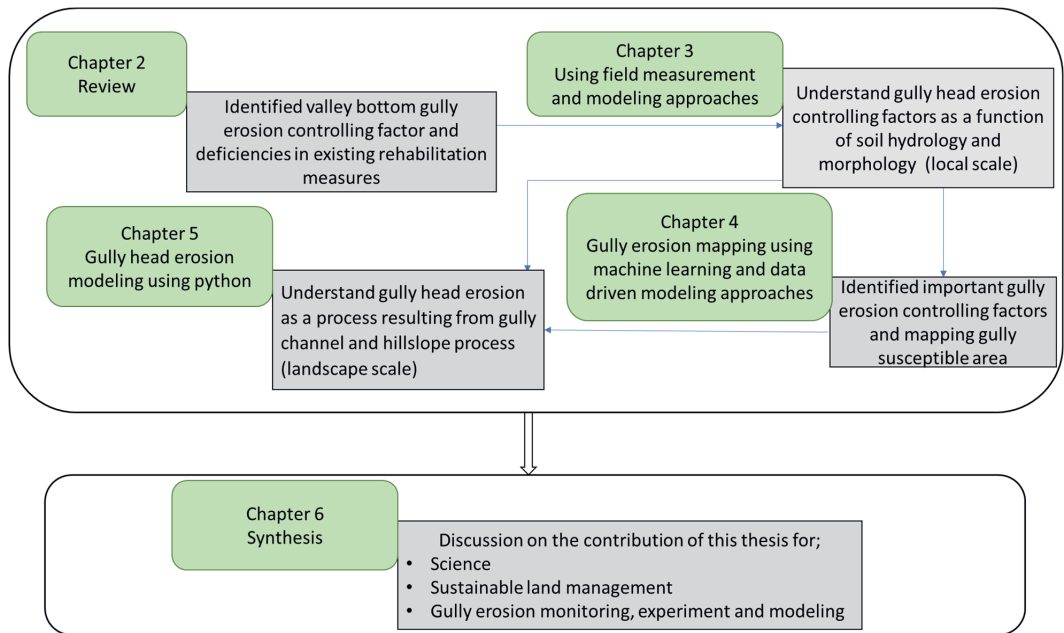 Chapter 2
Review
Identified valley bottom gully
erosion controlling factor and
deficiencies in existing rehabilitation
measures
Chapter 3
Using field measurement
and modeling approaches
Understand gully head erosion
controlling factors as a function
of soil hydrology and
morphology (local scale)
Chapter 4
Gully erosion mapping using
machine learning and data
driven modeling approaches
Identified important gully
erosion controlling factors
and mapping gully
susceptible area
Chapter 5
Gully head erosion
modeling using python
Understand gully head erosion
as a process resulting from gully
channel and hillslope process
(landscape scale)
Chapter 6
Synthesis
Discussion on the contribution of this thesis for;
• Science
• Sustainable land management
• Gully erosion monitoring, experiment and modeling